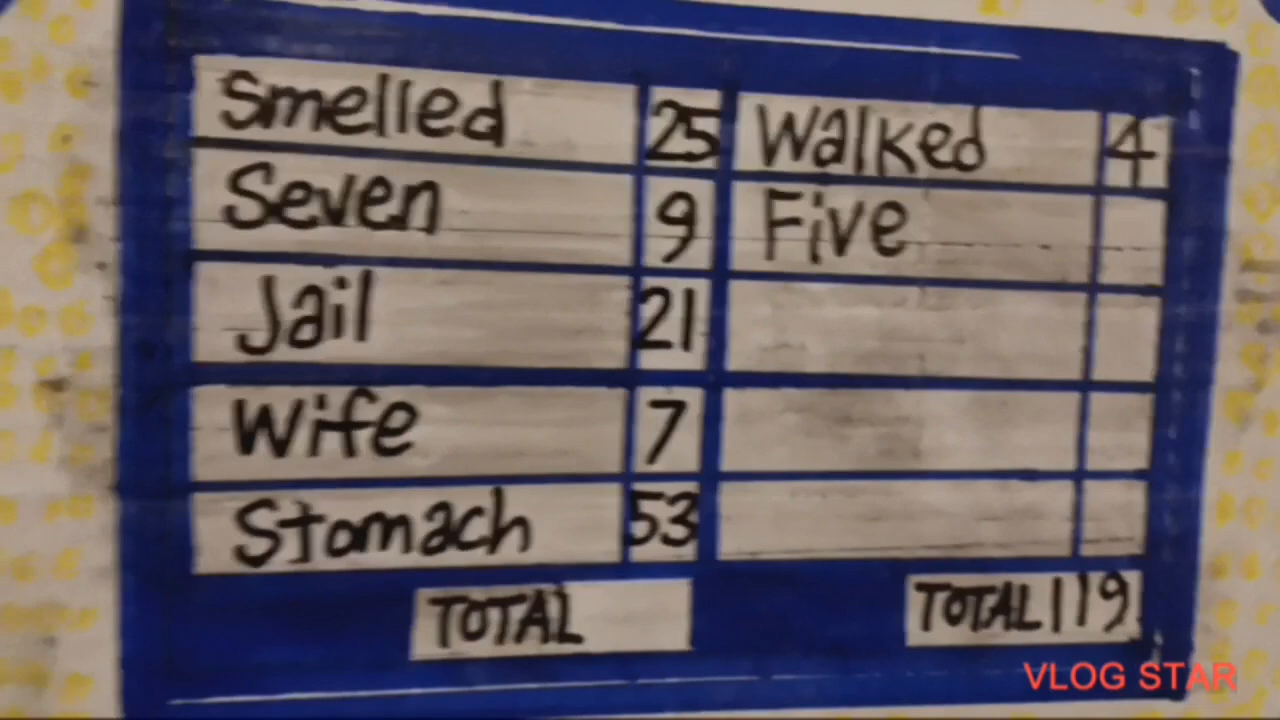 Smelled 25 Walked 4
Seven 9 Five
Jail 21
Wife 7
Stomach 53
TOTAL TOTAL 119
VLOG STAR